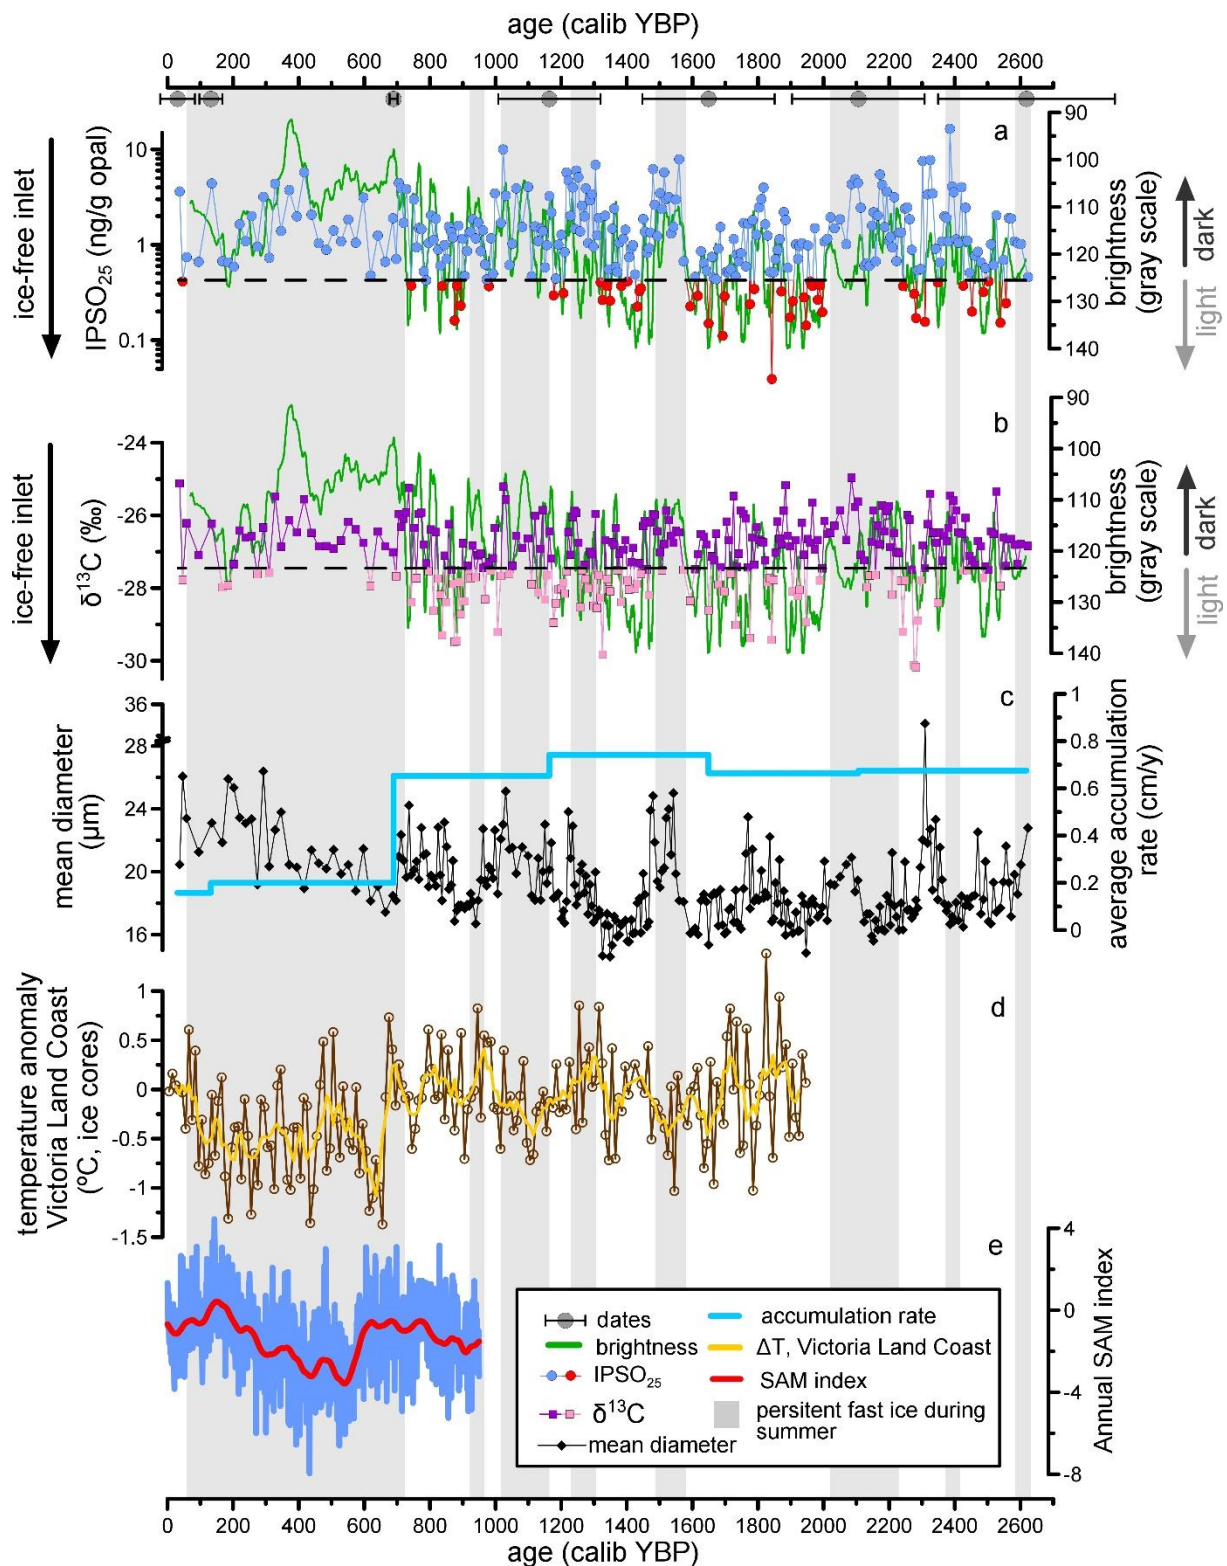 age (calib YBP)
0 200 400 600 800 1000 1200 1400 1600 1800 2000 2200 2400 2600
a
ice-free inlet
IPSO25 (ng/g opal)
10
1
0.1
90
100
110
120
130
140
brightness
(gray scale)
dark
light
b
ice-free inlet
δ13C (‰)
-24
-26
-28
-30
90
100
110
120
130
140
brightness
(gray scale)
dark
light
c
mean diameter
(μm)
36
28
24
20
16
1
0.8
0.6
0.4
0.2
0
average accumulation
rate (cm/y)
d
temperature anomaly
Victoria Land Coast
(ºC, ice cores)
1
0.5
0
-0.5
-1
-1.5
e
4
0
-4
-8
Annual SAM index
dates
brightness
IPSO25
δ13C
mean diameter
accumulation rate
ΔT, Victoria Land Coast
SAM index
persitent fast ice during
summer
0 200 400 600 800 1000 1200 1400 1600 1800 2000 2200 2400 2600
age (calib YBP)